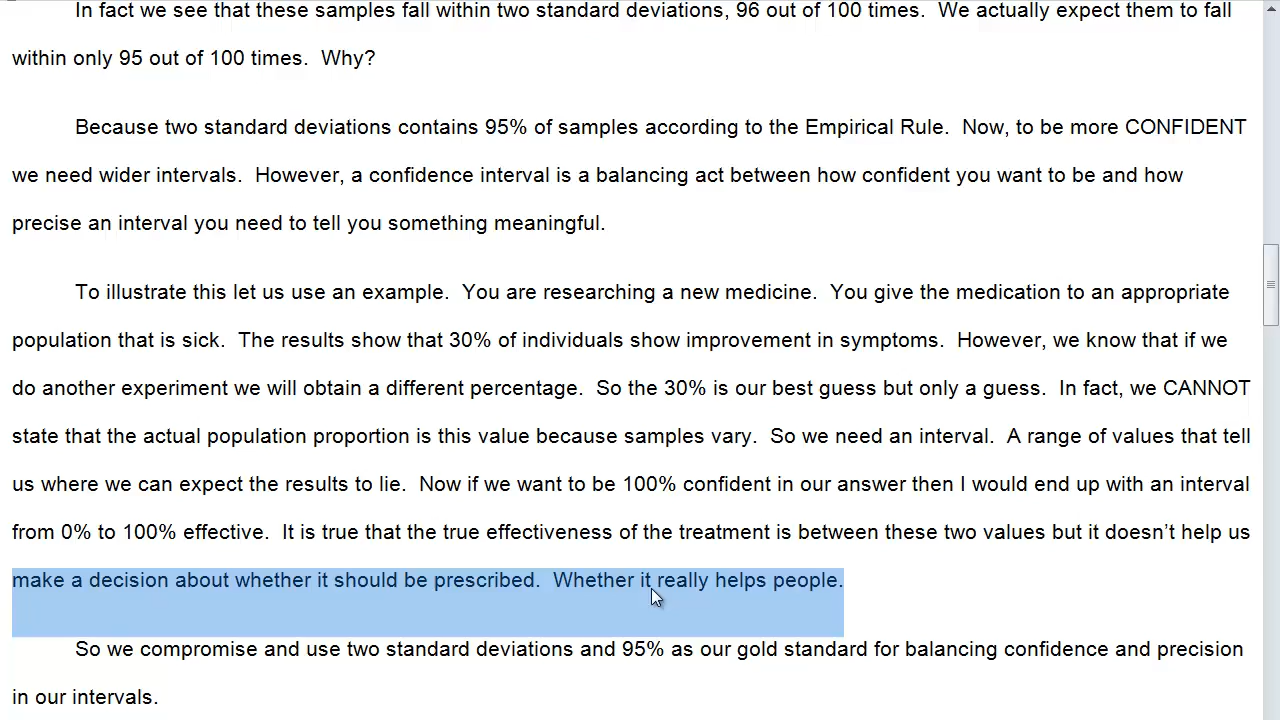 In fact we see that these samples fall within two standard deviations, 96 out of 100 times.  We actually expect them to fall
within only 95 out of 100 times.  Why?
Because two standard deviations contains 95% of samples according to the Empirical Rule.  Now, to be more CONFIDENT
we need wider intervals.  However, a confidence interval is a balancing act between how confident you want to be and how
precise an interval you need to tell you something meaningful.
To illustrate this let us use an example.  You are researching a new medicine.  You give the medication to an appropriate
population that is sick.  The results show that 30% of individuals show improvement in symptoms.  However, we know that if we
do another experiment we will obtain a different percentage.  So the 30% is our best guess but only a guess.  In fact, we CANNOT
state that the actual population proportion is this value because samples vary.  So we need an interval.  A range of values that tell
us where we can expect the results to lie.  Now if we want to be 100% confident in our answer then I would end up with an interval
from 0% to 100% effective.  It is true that the true effectiveness of the treatment is between these two values but it doesn’t help us
make a decision about whether it should be prescribed.  Whether it really helps people.
So we compromise and use two standard deviations and 95% as our gold standard for balancing confidence and precision
in our intervals.